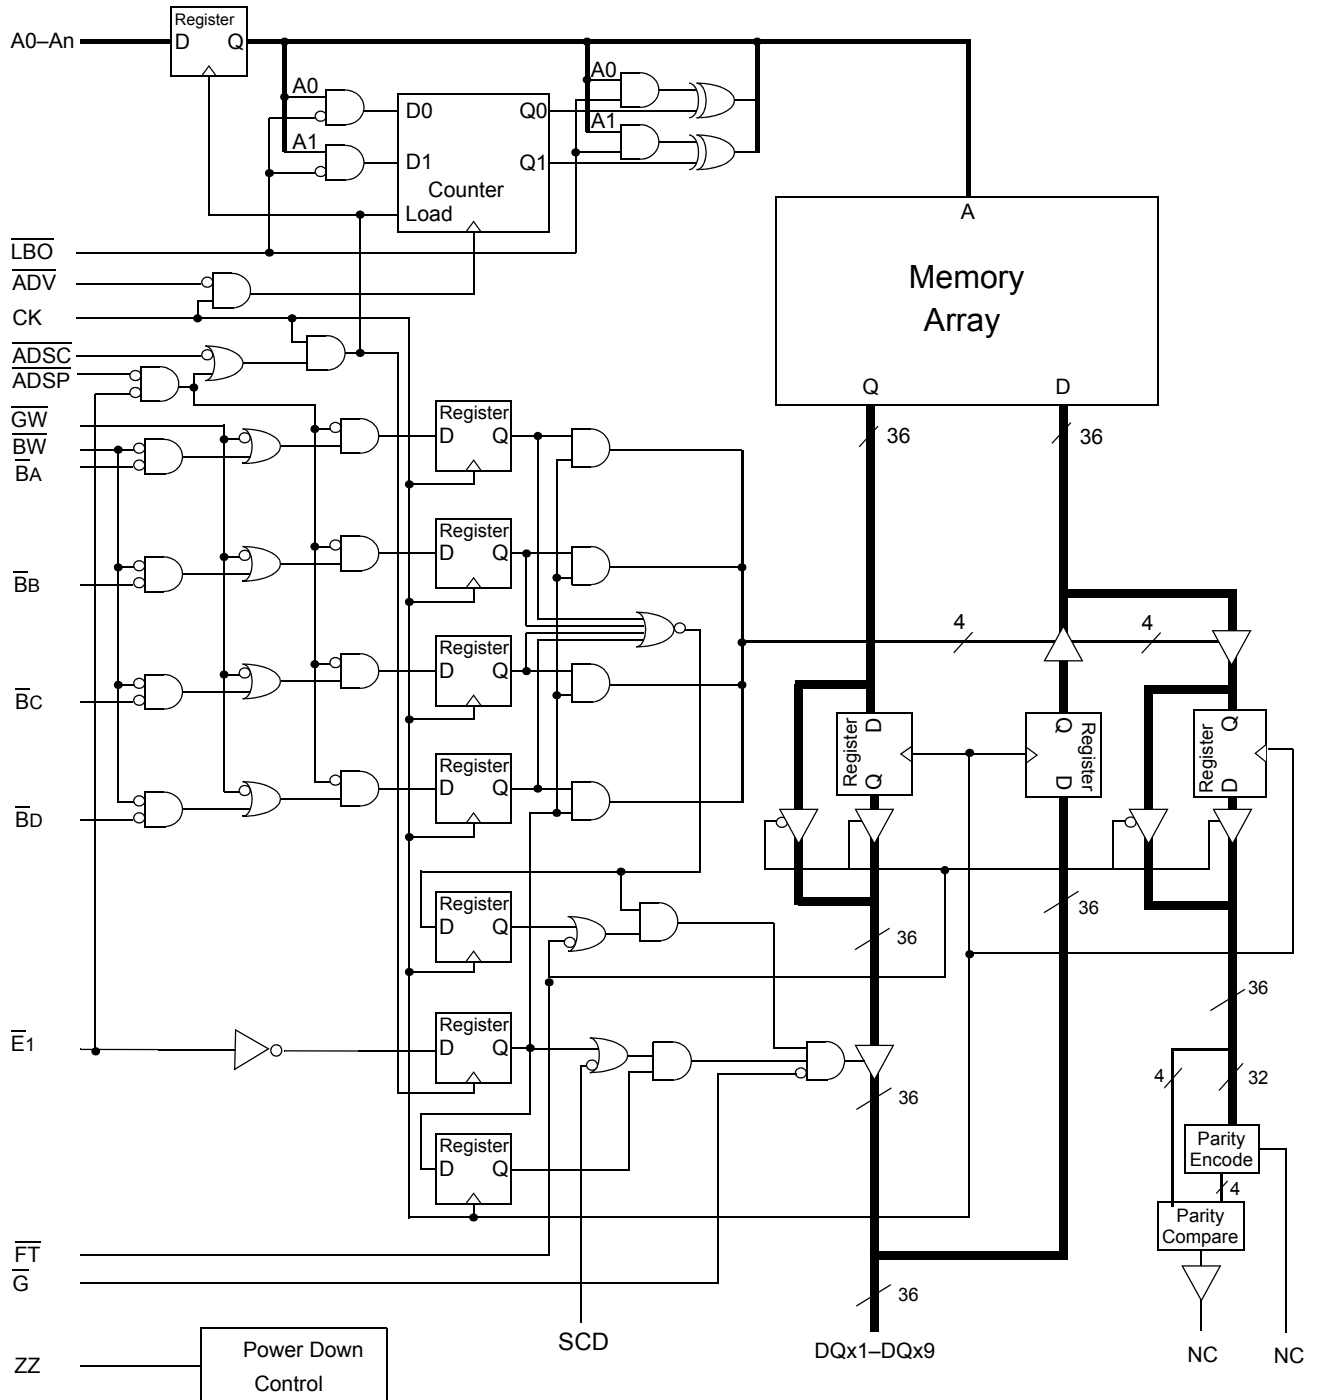 Register
A0–An
D Q
A0
A1
D0 Q0
D1 Q1
Counter
Load
A0
A1
A
Memory
Array
Q D
36
36
LBO
ADV
CK
ADSC
ADSP
GW
BW
BA
BB
BC
BD
Register
D Q
Register
D Q
Register
D Q
Register
D Q
4
4
Register
D
Q
Register
Q
D
Register
Q
D
36
36
36
Register
D Q
E1
Register
D Q
Register
D Q
36
4
32
Parity
Encode
4
Parity
Compare
FT
G
36
SCD
DQx1–DQx9
NC
NC
ZZ
Power Down
Control